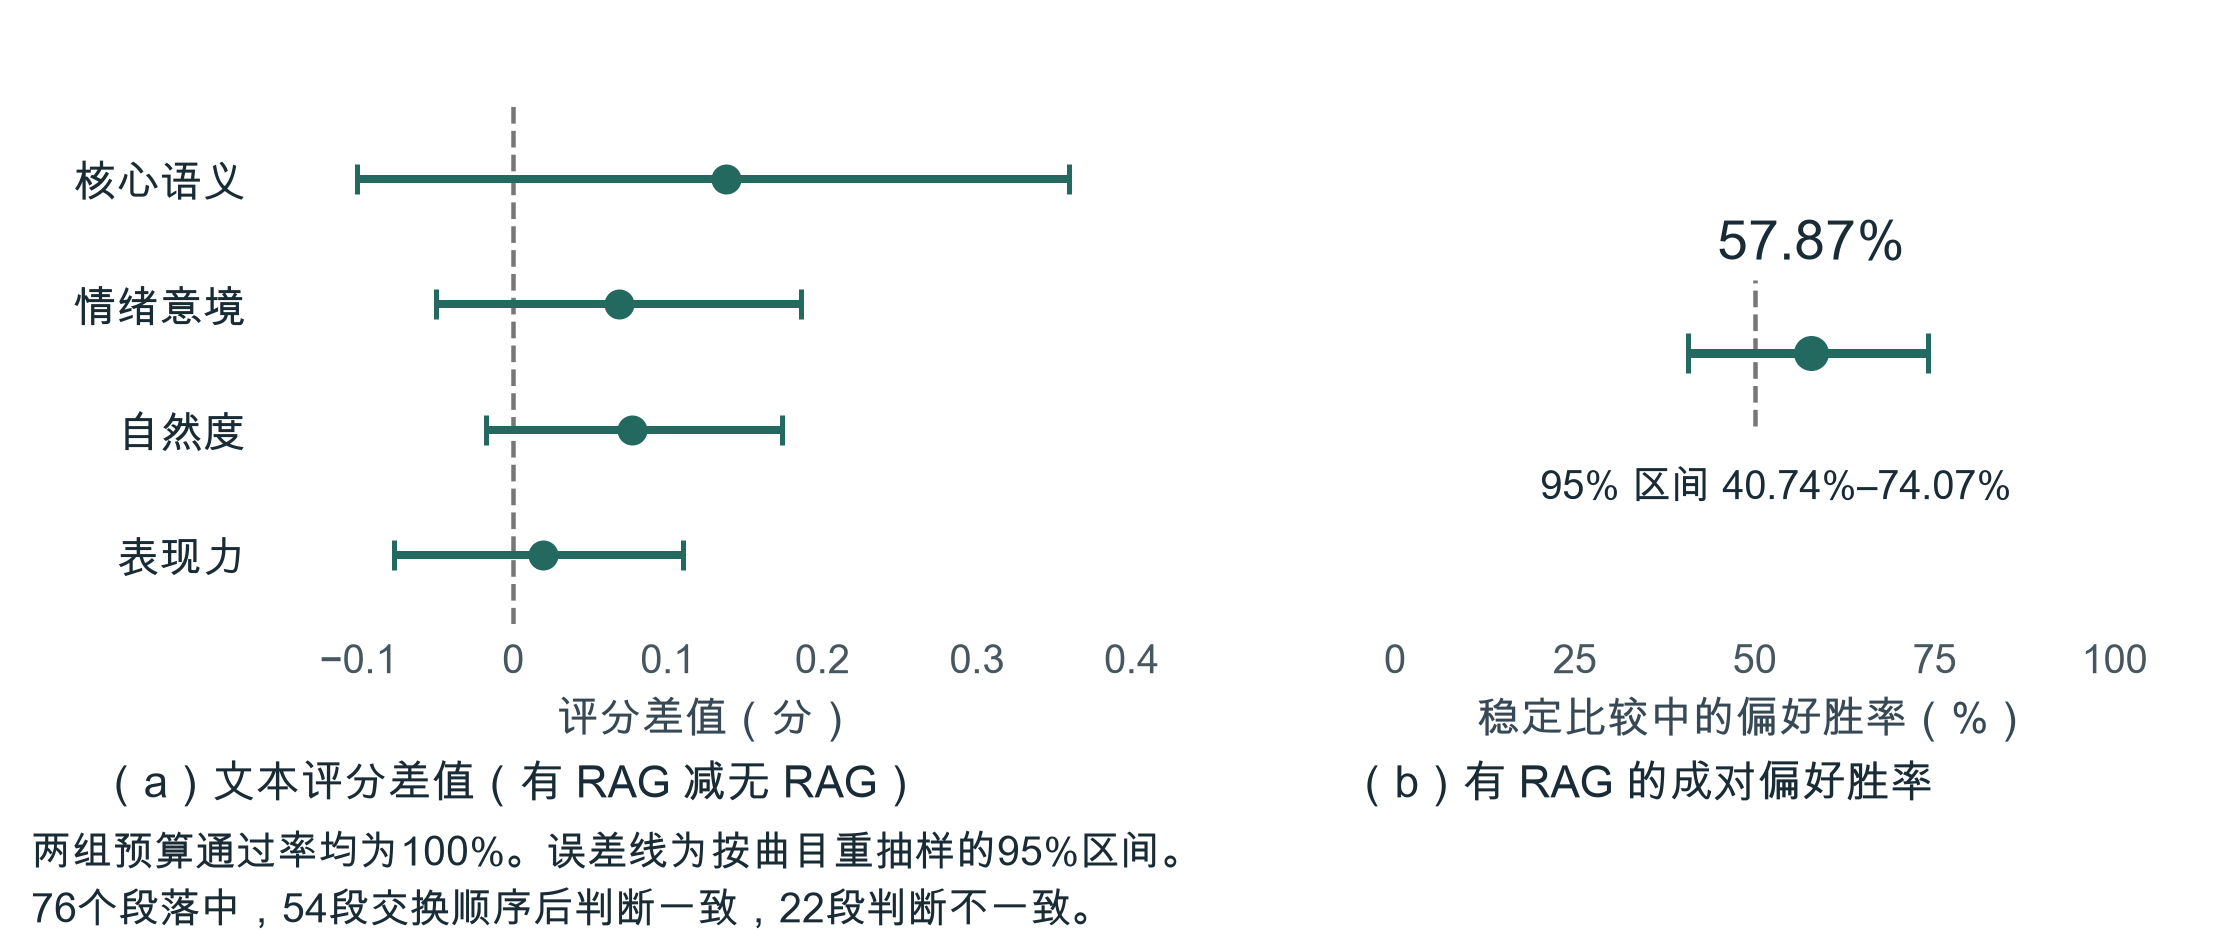 核心语义
情绪意境
自然度
表现力
−0.1 0 0.1 0.2 0.3 0.4
评分差值（分）
（a）文本评分差值（有 RAG 减无 RAG）
57.87%
95% 区间 40.74%–74.07%
0 25 50 75 100
稳定比较中的偏好胜率（%）
（b）有 RAG 的成对偏好胜率
两组预算通过率均为100%。误差线为按曲目重抽样的95%区间。
76个段落中，54段交换顺序后判断一致，22段判断不一致。